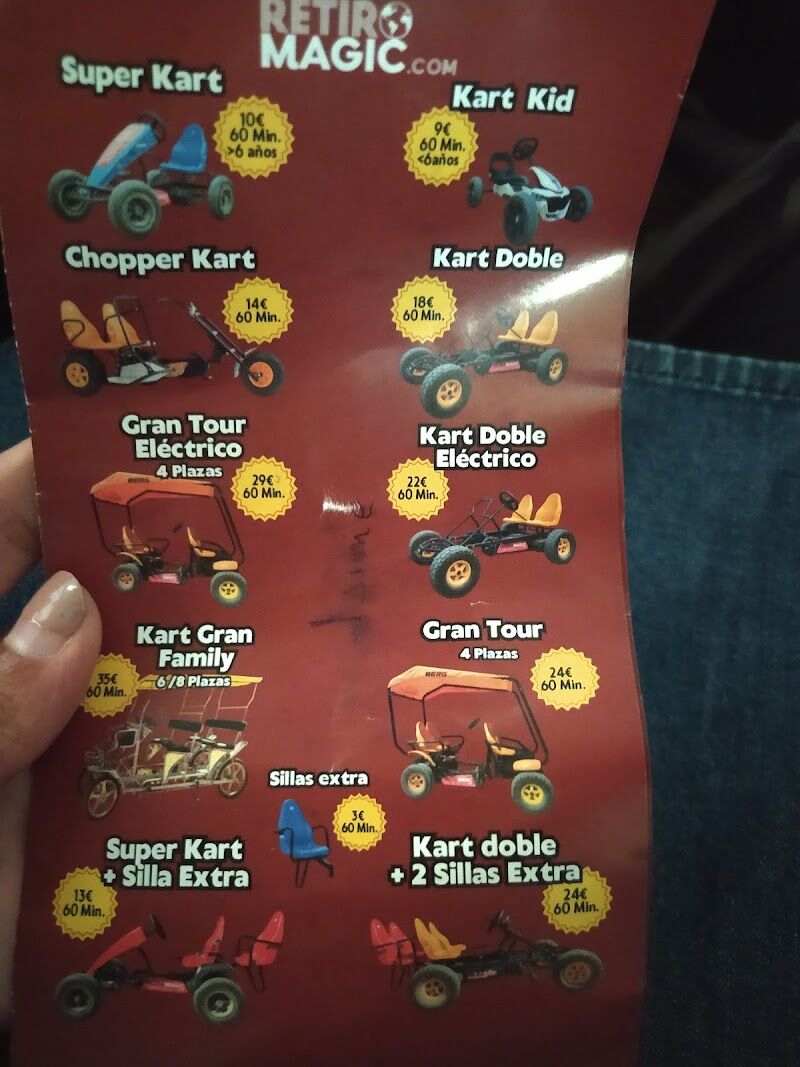 RETIRO
MAGIC.COM
Super Kart
10€
60 Min.
>6 años
Kart Kid
9€
60 Min.
<6años
Chopper Kart
14€
60 Min.
Kart Doble
18€
60 Min.
Gran Tour
Eléctrico
4 Plazas
29€
60 Min.
BERG
Kart Doble
Eléctrico
22€
60 Min.
Kart Gran
Family
6/8 Plazas
35€
60 Min.
Gran Tour
4 Plazas
24€
60 Min.
BERG
Sillas extra
3€
60 Min.
Super Kart
+ Silla Extra
13€
60 Min.
Kart doble
+ 2 Sillas Extra
24€
60 Min.